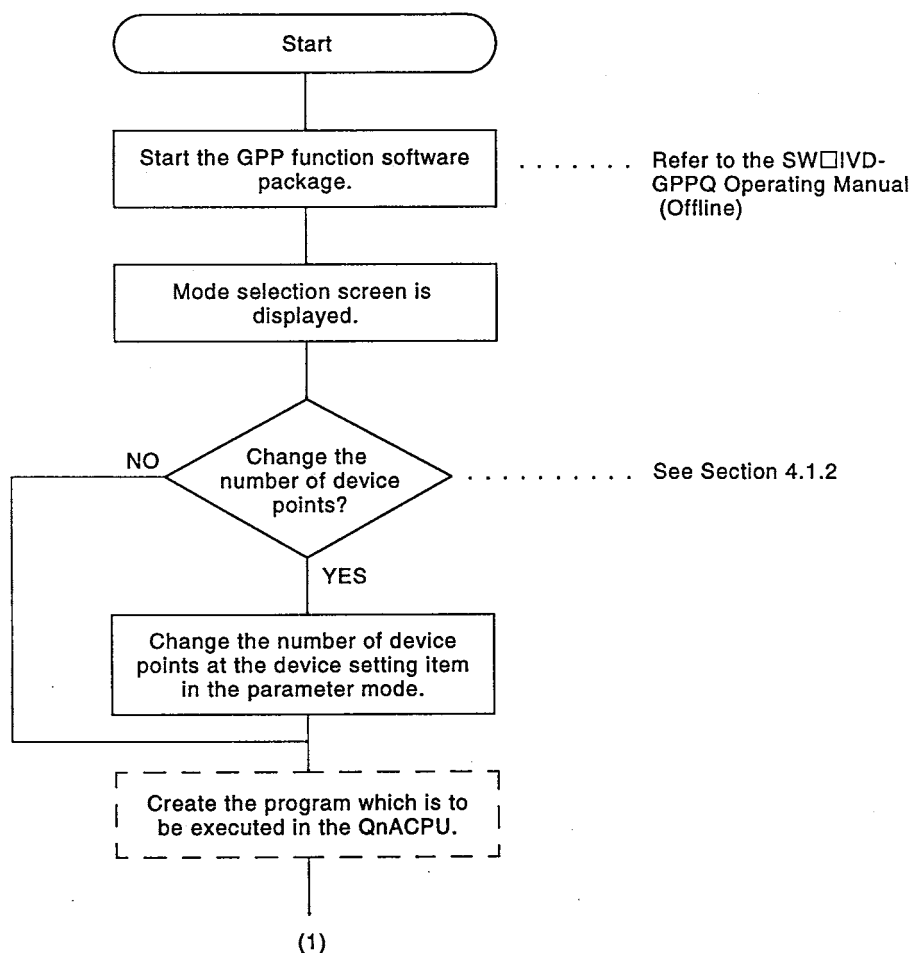 Start
Start the GPP function software
package.
Refer to the SW□IVD-
GPPQ Operating Manual
(Offline)
Mode selection screen is
displayed.
NO
Change the
number of device
points?
See Section 4.1.2
YES
Change the number of device
points at the device setting item
in the parameter mode.
Create the program which is to
be executed in the QnACPU.
(1)